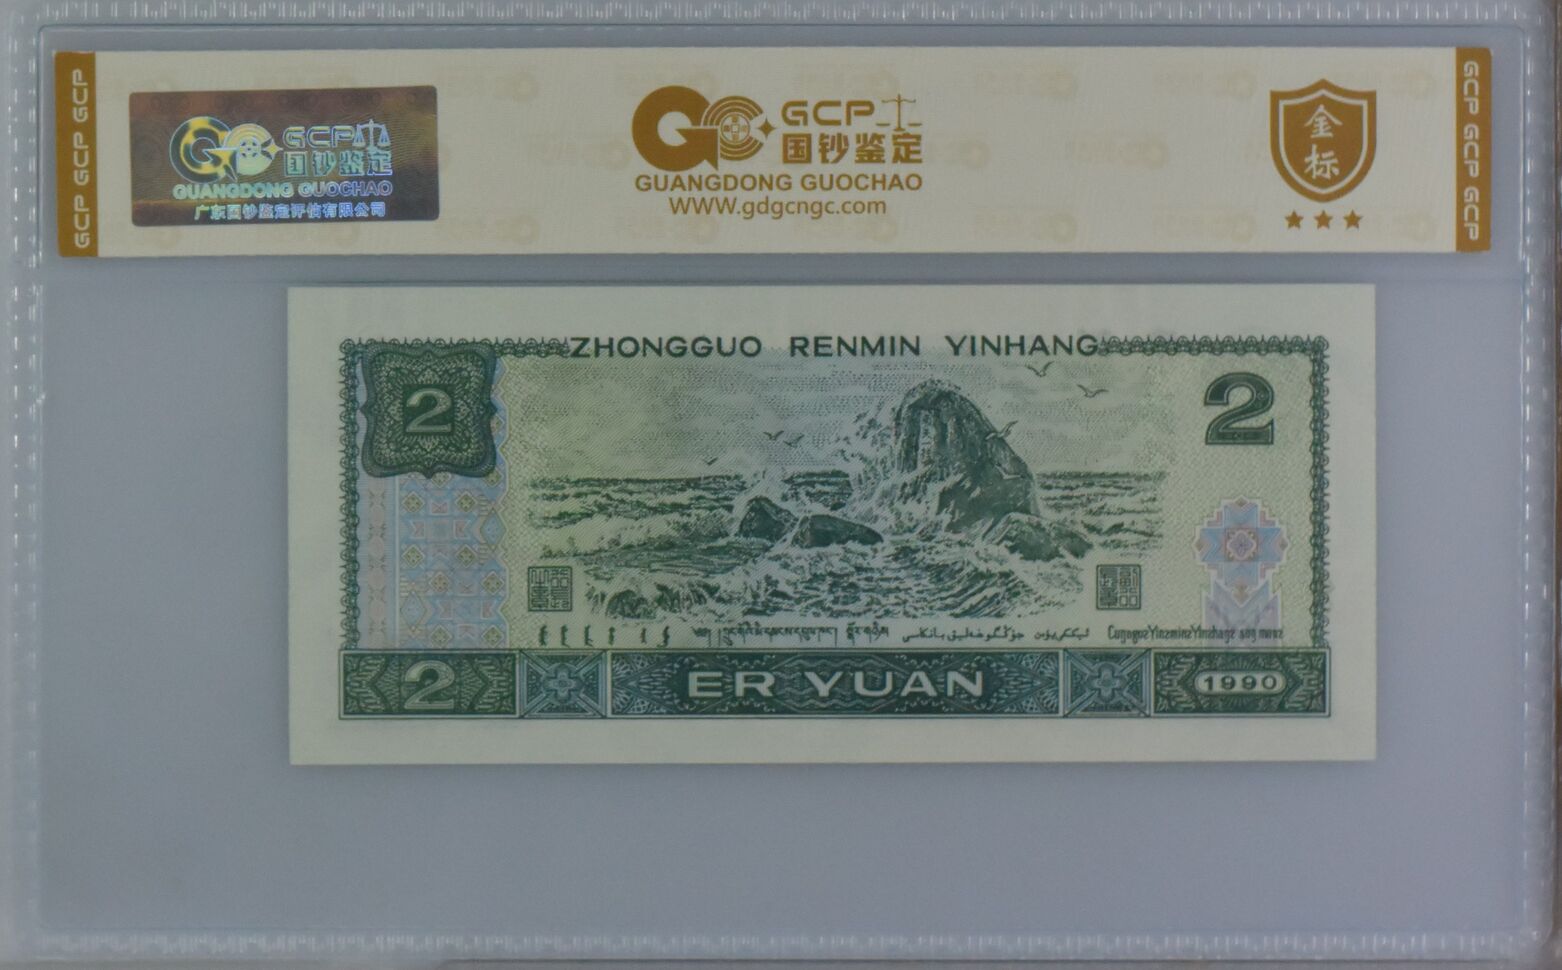 GCP GCP GCP
GCP
国钞鉴定
GUANGDONG GUOCHAO
广东国钞鉴定评估有限公司
GCP
国钞鉴定
GUANGDONG GUOCHAO
WWW.gdgcngc.com
金
标
GCP GCP GCP
ZHONGGUO RENMIN YINHANG
2
2
2
ER YUAN
1990